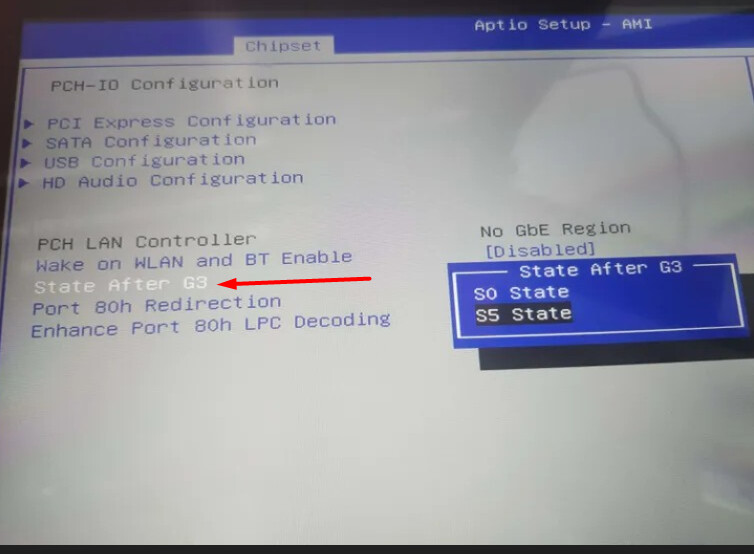 Aptio Setup - AMI
Chipset
PCH-IO Configuration
PCI Express Configuration
SATA Configuration
USB Configuration
HD Audio Configuration
PCH LAN Controller No GbE Region
Wake on WLAN and BT Enable [Disabled]
State After G3
Port 80h Redirection
Enhance Port 80h LPC Decoding
State After G3
S0 State
S5 State